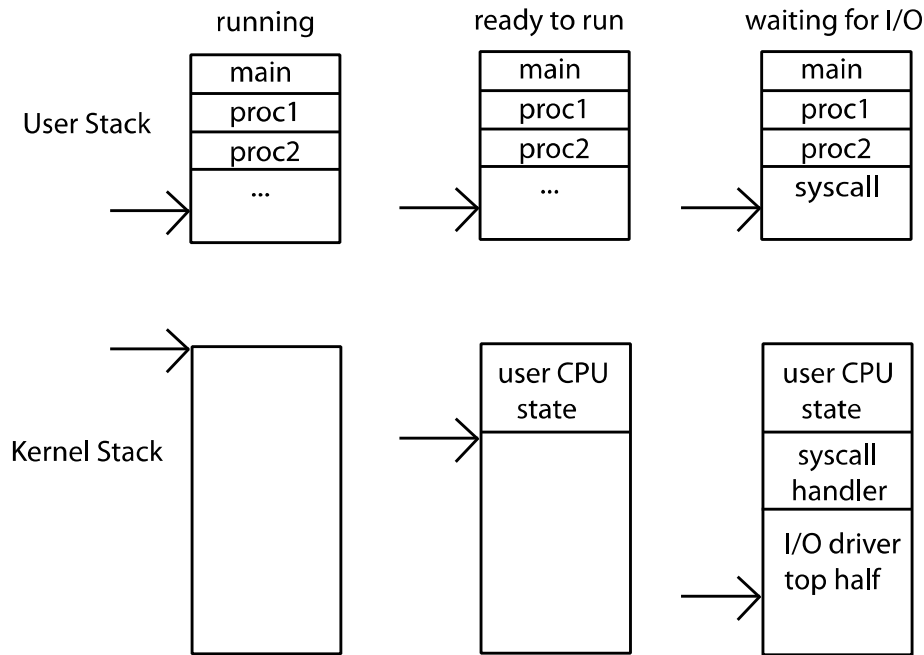 running
ready to run
waiting for I/O
User Stack
main
proc1
proc2
...
main
proc1
proc2
...
main
proc1
proc2
syscall
Kernel Stack
user CPU
state
user CPU
state
syscall
handler
I/O driver
top half